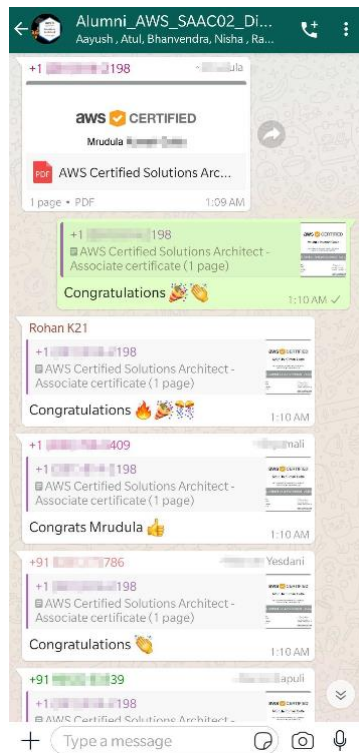 Alumni_AWS_SAAC02_Di...
Aayush, Atul, Bhanvendra, Nisha, Ra...
+1 2198
aws CERTIFIED
Mrudula
PDF AWS Certified Solutions Arc...
1 page • PDF 1:09 AM
+1 198
AWS Certified Solutions Architect -
Associate certificate (1 page)
Congratulations 🎉👏
1:10 AM ✓
Rohan K21
+1 2198
AWS Certified Solutions Architect -
Associate certificate (1 page)
Congratulations 🔥🎉🎊
1:10 AM
+1 409 mali
+1 2198
AWS Certified Solutions Architect -
Associate certificate (1 page)
Congrats Mrudula 👍
1:10 AM
+91 786 Yesdani
+1 198
AWS Certified Solutions Architect -
Associate certificate (1 page)
Congratulations 👏
1:10 AM
+91 39 apuli
+1 198
AWS Certified Solutions Architect -
Type a message